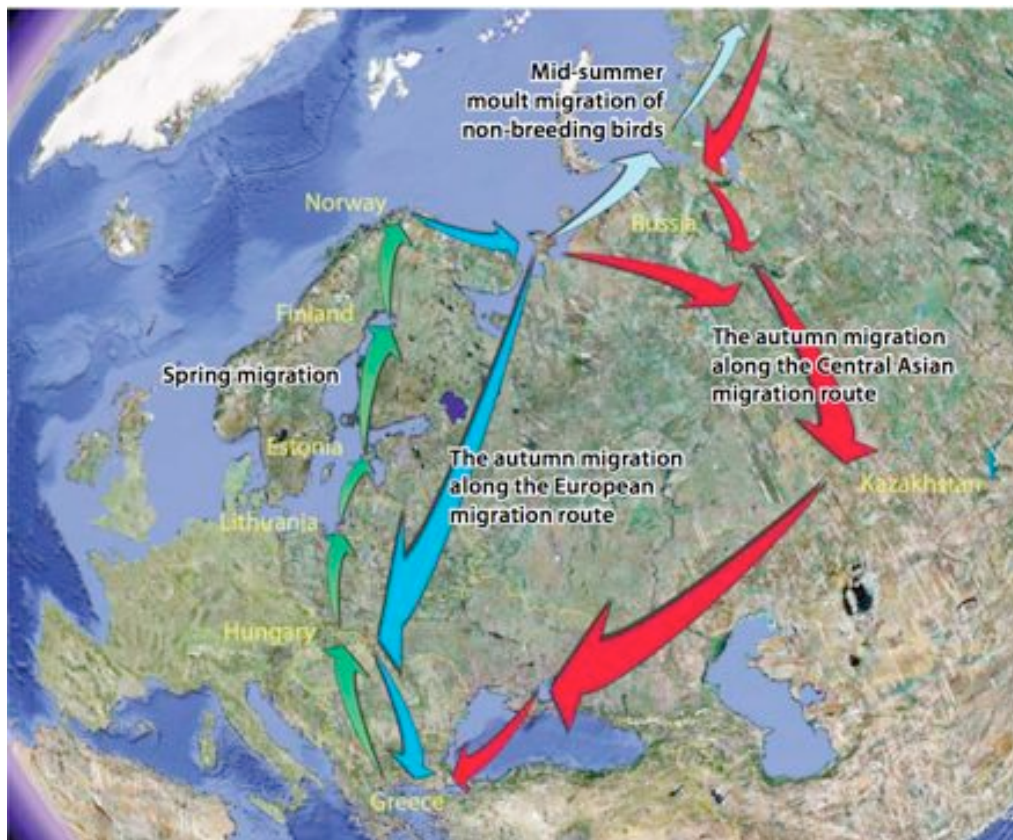 Mid-summer
moult migration of
non-breeding birds
Norway
Russia
Finland
The autumn migration
along the Central Asian
migration route
Spring migration
Estonia
The autumn migration
along the European
migration route
Kazakhstan
Lithuania
Hungary
Greece